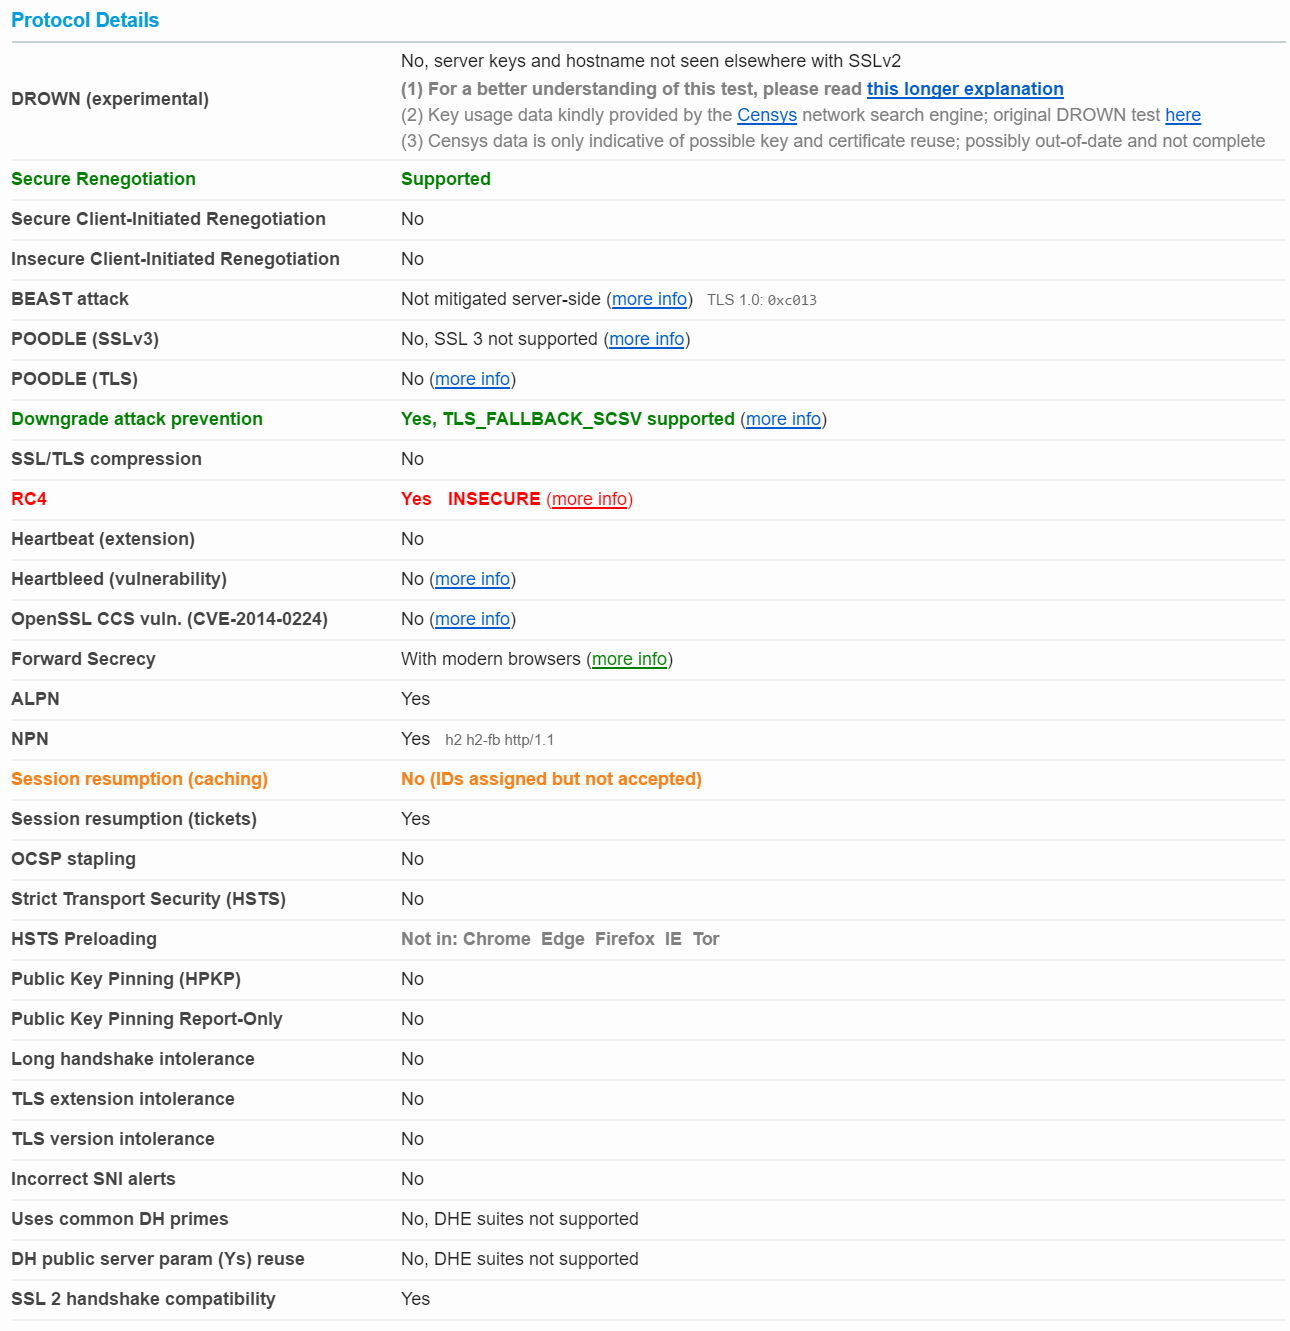 Protocol Details
DROWN (experimental)
No, server keys and hostname not seen elsewhere with SSLv2
(1) For a better understanding of this test, please read this longer explanation
(2) Key usage data kindly provided by the Censys network search engine; original DROWN test here
(3) Censys data is only indicative of possible key and certificate reuse; possibly out-of-date and not complete
Secure Renegotiation Supported
Secure Client-Initiated Renegotiation No
Insecure Client-Initiated Renegotiation No
BEAST attack Not mitigated server-side (more info) TLS 1.0: 0xc013
POODLE (SSLv3) No, SSL 3 not supported (more info)
POODLE (TLS) No (more info)
Downgrade attack prevention Yes, TLS_FALLBACK_SCSV supported (more info)
SSL/TLS compression No
RC4 Yes INSECURE (more info)
Heartbeat (extension) No
Heartbleed (vulnerability) No (more info)
OpenSSL CCS vuln. (CVE-2014-0224) No (more info)
Forward Secrecy With modern browsers (more info)
ALPN Yes
NPN Yes h2 h2-fb http/1.1
Session resumption (caching) No (IDs assigned but not accepted)
Session resumption (tickets) Yes
OCSP stapling No
Strict Transport Security (HSTS) No
HSTS Preloading Not in: Chrome Edge Firefox IE Tor
Public Key Pinning (HPKP) No
Public Key Pinning Report-Only No
Long handshake intolerance No
TLS extension intolerance No
TLS version intolerance No
Incorrect SNI alerts No
Uses common DH primes No, DHE suites not supported
DH public server param (Ys) reuse No, DHE suites not supported
SSL 2 handshake compatibility Yes